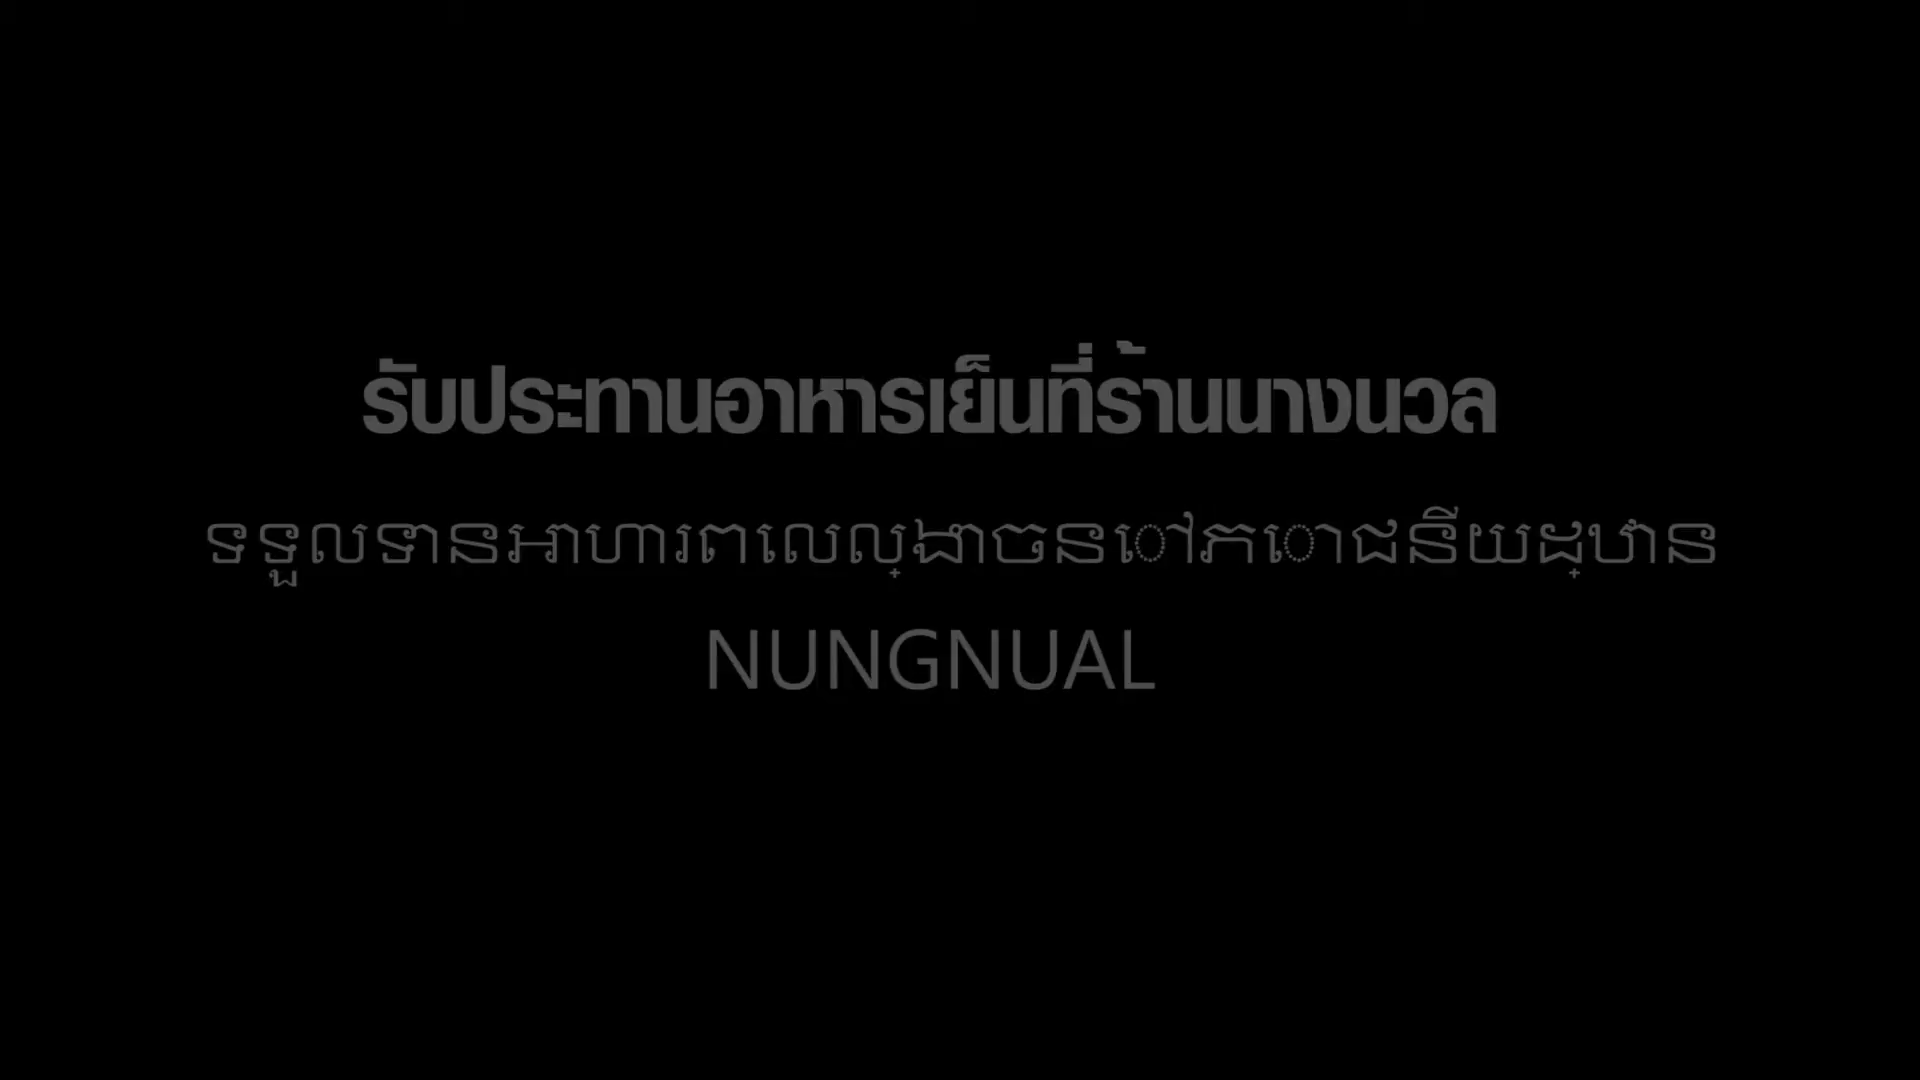 รับประทานอาหารเย็นที่ร้านนางนวล
ទទួលទានអាហារពលេល្ងាចនៅភោជនីយដ្ឋាន
NUNGNUAL